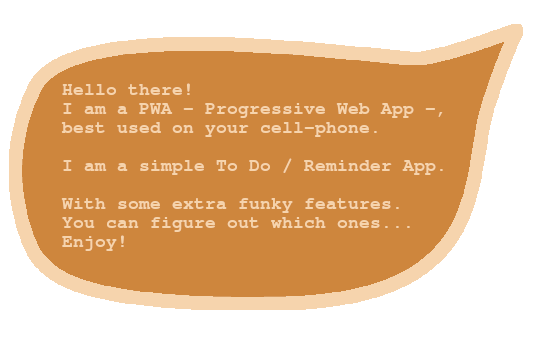 Hello there!
I am a PWA - Progressive Web App -,
best used on your cell-phone.
I am a simple To Do / Reminder App.
With some extra funky features.
You can figure out which ones...
Enjoy!